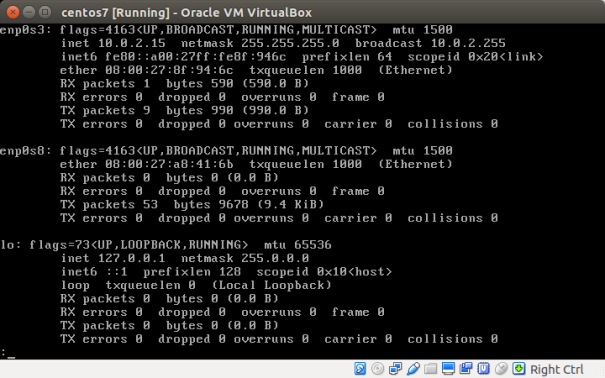 centos7 [Running] - Oracle VM VirtualBox
enp0s3: flags=4163<UP,BROADCAST,RUNNING,MULTICAST>  mtu 1500
        inet 10.0.2.15  netmask 255.255.255.0  broadcast 10.0.2.255
        inet6 fe80::a00:27ff:fe8f:946c  prefixlen 64  scopeid 0x20<link>
        ether 08:00:27:8f:94:6c  txqueuelen 1000  (Ethernet)
        RX packets 1  bytes 590 (590.0 B)
        RX errors 0  dropped 0  overruns 0  frame 0
        TX packets 9  bytes 990 (990.0 B)
        TX errors 0  dropped 0 overruns 0  carrier 0  collisions 0
enp0s8: flags=4163<UP,BROADCAST,RUNNING,MULTICAST>  mtu 1500
        ether 08:00:27:a8:41:6b  txqueuelen 1000  (Ethernet)
        RX packets 0  bytes 0 (0.0 B)
        RX errors 0  dropped 0  overruns 0  frame 0
        TX packets 53  bytes 9678 (9.4 KiB)
        TX errors 0  dropped 0 overruns 0  carrier 0  collisions 0
lo: flags=73<UP,LOOPBACK,RUNNING>  mtu 65536
        inet 127.0.0.1  netmask 255.0.0.0
        inet6 ::1  prefixlen 128  scopeid 0x10<host>
        loop  txqueuelen 0  (Local Loopback)
        RX packets 0  bytes 0 (0.0 B)
        RX errors 0  dropped 0  overruns 0  frame 0
        TX packets 0  bytes 0 (0.0 B)
        TX errors 0  dropped 0 overruns 0  carrier 0  collisions 0
:_
Right Ctrl